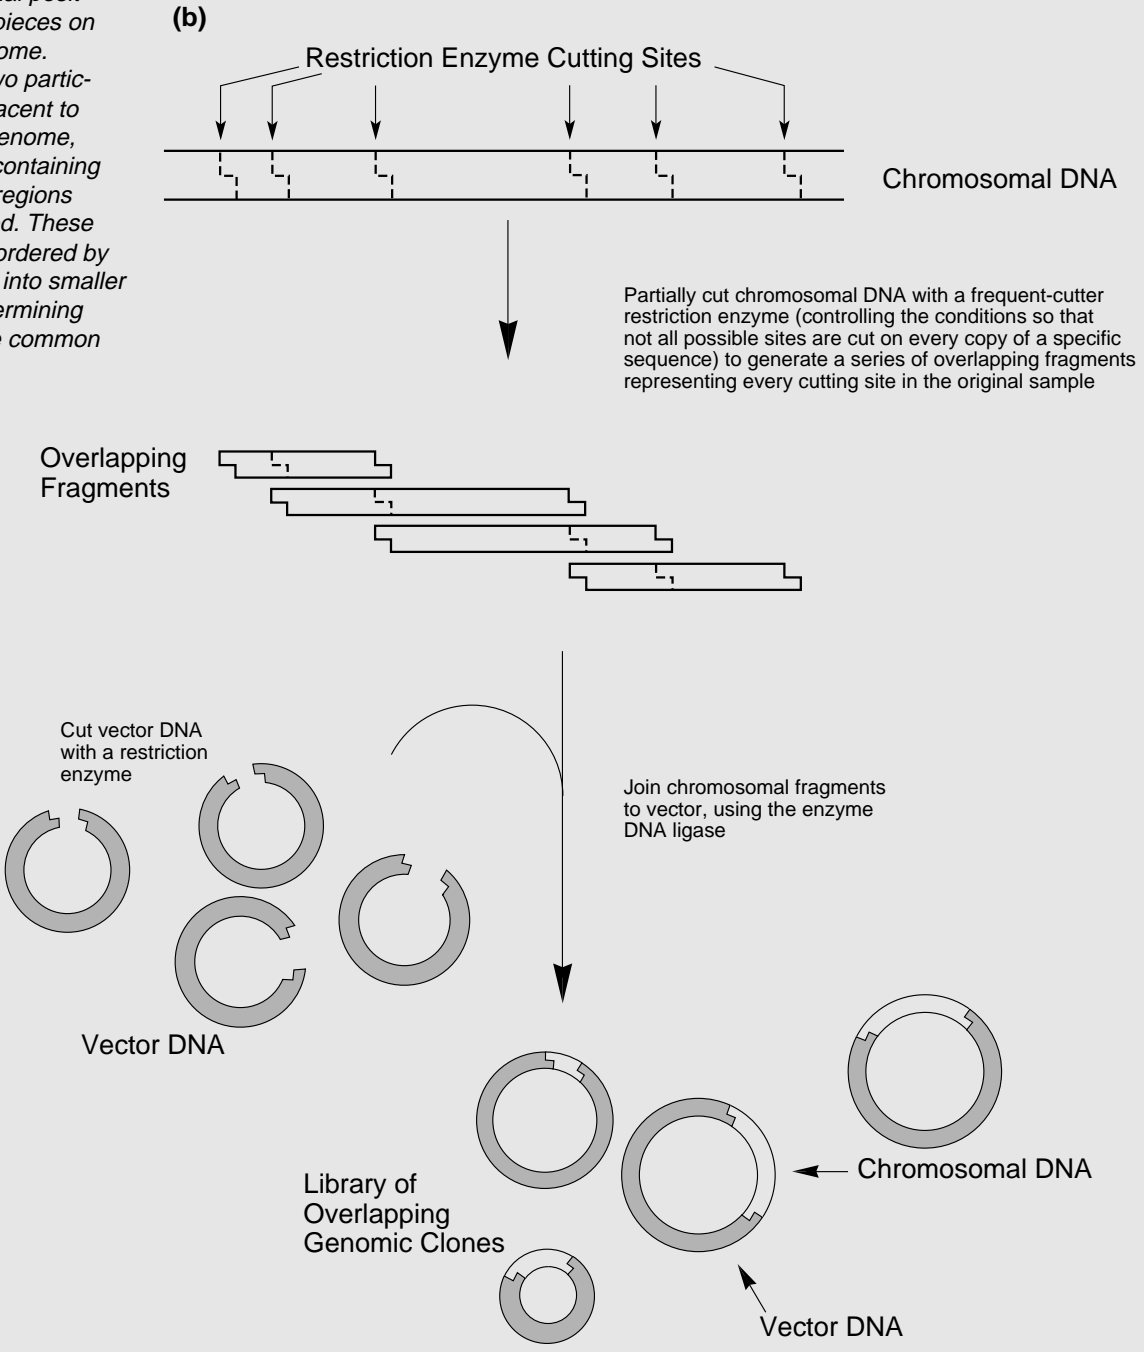 pieces on
ome.
vo partic-
acent to
enome,
containing
regions
d. These
ordered by
into smaller
ermining
common
(b)
Restriction Enzyme Cutting Sites
Chromosomal DNA
Partially cut chromosomal DNA with a frequent-cutter
restriction enzyme (controlling the conditions so that
not all possible sites are cut on every copy of a specific
sequence) to generate a series of overlapping fragments
representing every cutting site in the original sample
Overlapping
Fragments
Cut vector DNA
with a restriction
enzyme
Join chromosomal fragments
to vector, using the enzyme
DNA ligase
Vector DNA
Chromosomal DNA
Library of
Overlapping
Genomic Clones
Vector DNA